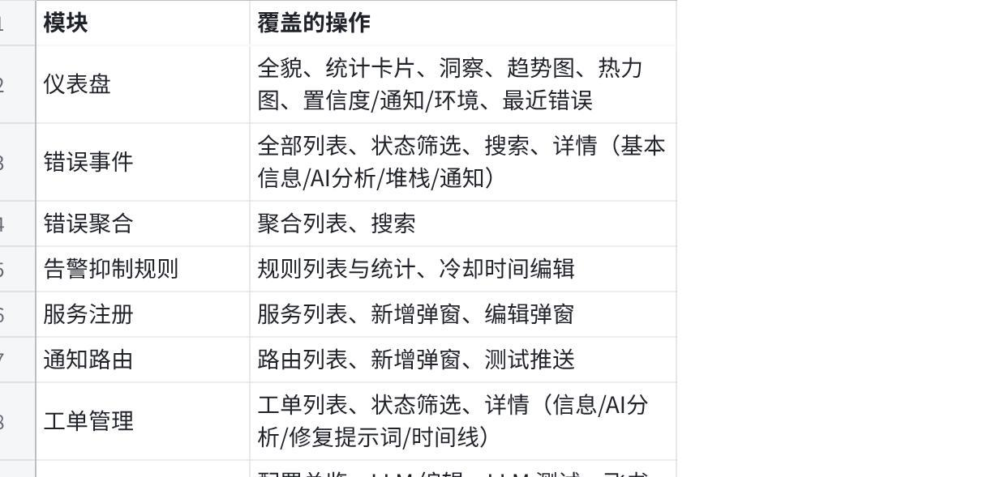 1 模块 覆盖的操作
2 仪表盘 全貌、统计卡片、洞察、趋势图、热力
图、置信度/通知/环境、最近错误
3 错误事件 全部列表、状态筛选、搜索、详情（基本
信息/AI分析/堆栈/通知）
4 错误聚合 聚合列表、搜索
5 告警抑制规则 规则列表与统计、冷却时间编辑
6 服务注册 服务列表、新增弹窗、编辑弹窗
7 通知路由 路由列表、新增弹窗、测试推送
8 工单管理 工单列表、状态筛选、详情（信息/AI分
析/修复提示词/时间线）